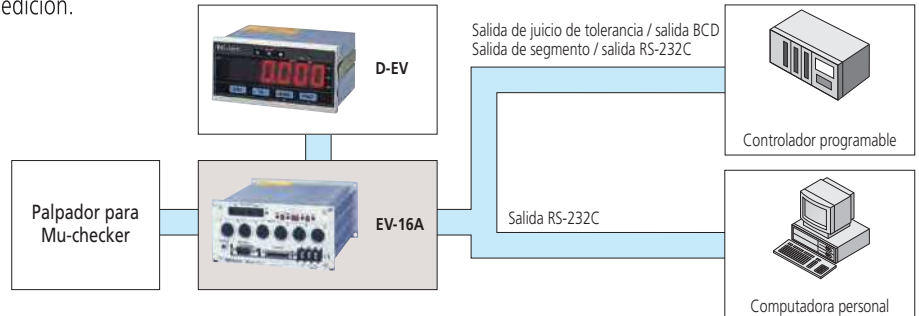 edición.
Salida de juicio de tolerancia / salida BCD
Salida de segmento / salida RS-232C
D-EV
0000
Controlador programable
Palpador para
Mu-checker
EV-16A
Salida RS-232C
Computadora personal